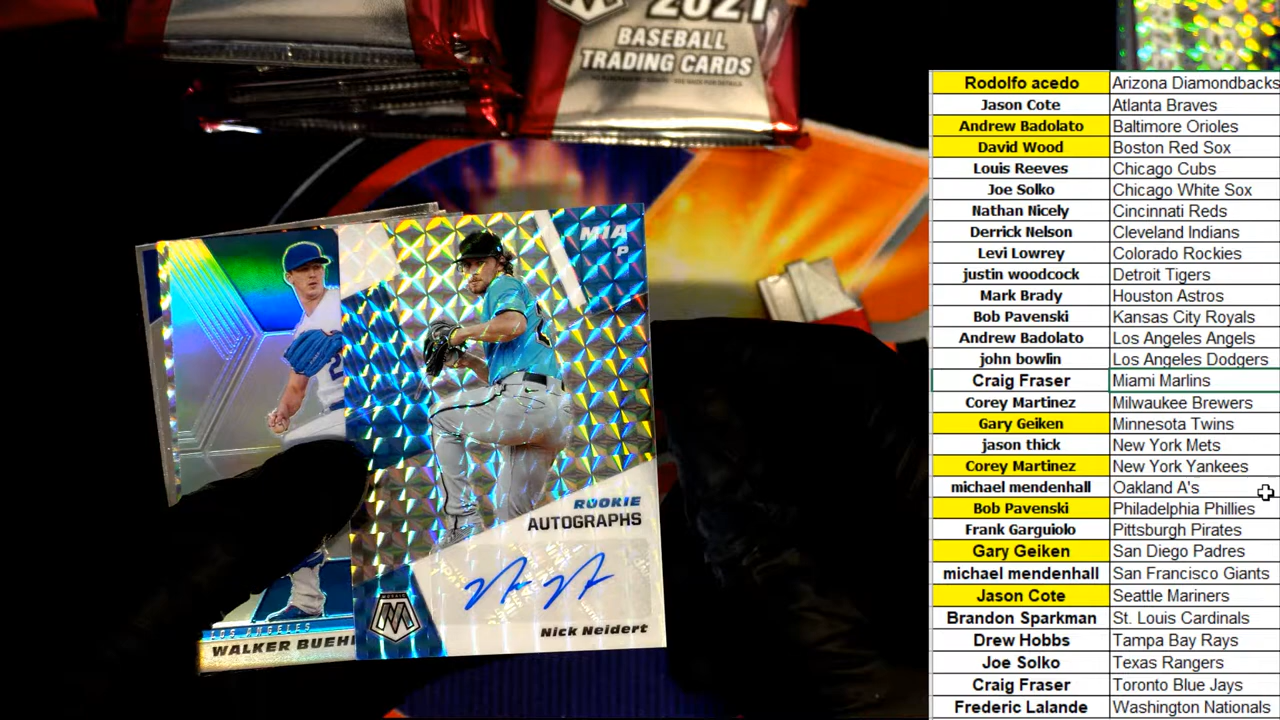 2021
BASEBALL
TRADING CARDS
MIA
P
ROOKIE
AUTOGRAPHS
MOSAIC
Nick Neidert
LOS ANGELES
WALKER BUEH
Rodolfo acedo Arizona Diamondbacks
Jason Cote Atlanta Braves
Andrew Badolato Baltimore Orioles
David Wood Boston Red Sox
Louis Reeves Chicago Cubs
Joe Solko Chicago White Sox
Nathan Nicely Cincinnati Reds
Derrick Nelson Cleveland Indians
Levi Lowrey Colorado Rockies
justin woodcock Detroit Tigers
Mark Brady Houston Astros
Bob Pavenski Kansas City Royals
Andrew Badolato Los Angeles Angels
john bowlin Los Angeles Dodgers
Craig Fraser Miami Marlins
Corey Martinez Milwaukee Brewers
Gary Geiken Minnesota Twins
jason thick New York Mets
Corey Martinez New York Yankees
michael mendenhall Oakland A's
Bob Pavenski Philadelphia Phillies
Frank Garguiolo Pittsburgh Pirates
Gary Geiken San Diego Padres
michael mendenhall San Francisco Giants
Jason Cote Seattle Mariners
Brandon Sparkman St. Louis Cardinals
Drew Hobbs Tampa Bay Rays
Joe Solko Texas Rangers
Craig Fraser Toronto Blue Jays
Frederic Lalande Washington Nationals